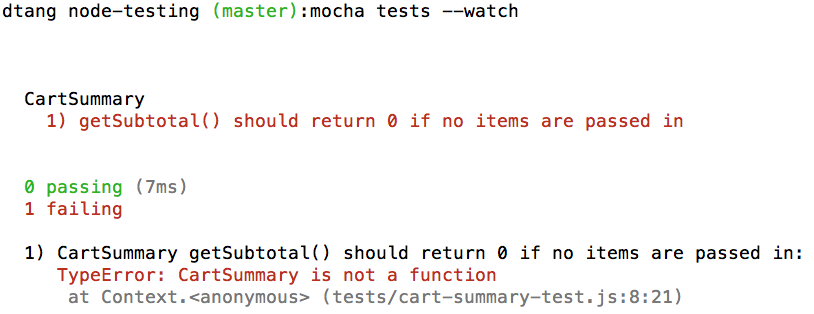 dtang node-testing (master):mocha tests --watch
CartSummary
1) getSubtotal() should return 0 if no items are passed in
0 passing (7ms)
1 failing
1) CartSummary getSubtotal() should return 0 if no items are passed in:
TypeError: CartSummary is not a function
at Context.<anonymous> (tests/cart-summary-test.js:8:21)